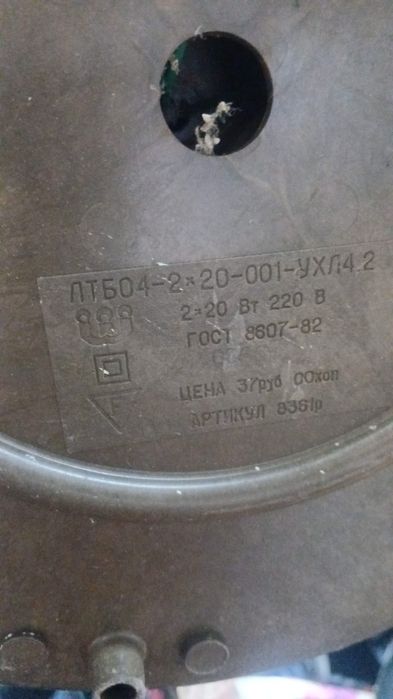 ЛТБ04-2×20-001-УХЛ4.2
2×20 Вт 220 В
ГОСТ 8607-82
ЦЕНА 37руб 00коп
АРТИКУЛ 8361р
F